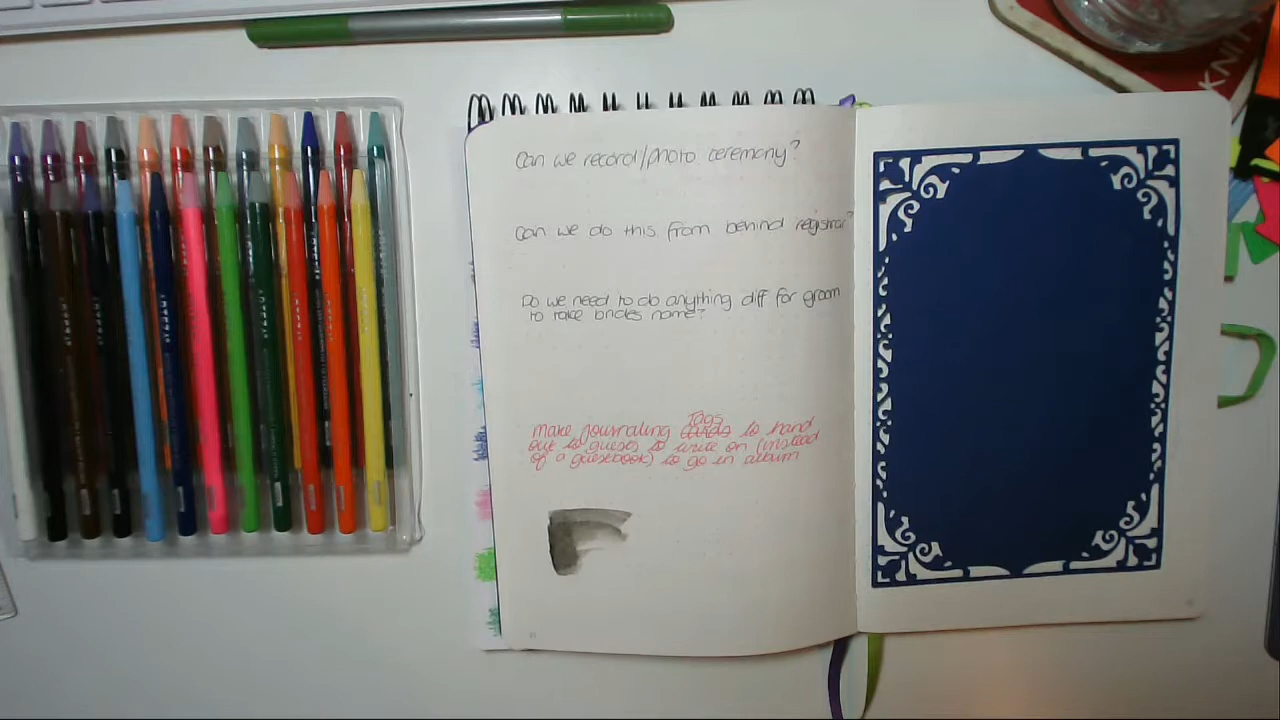 Can we record/photo ceremony?
Can we do this from behind registrar?
Do we need to do anything diff for groom
to take brides name?
Tags
Make journaling cards to hand
out to guests to write on (instead
of a guestbook) to go in album
KNIT